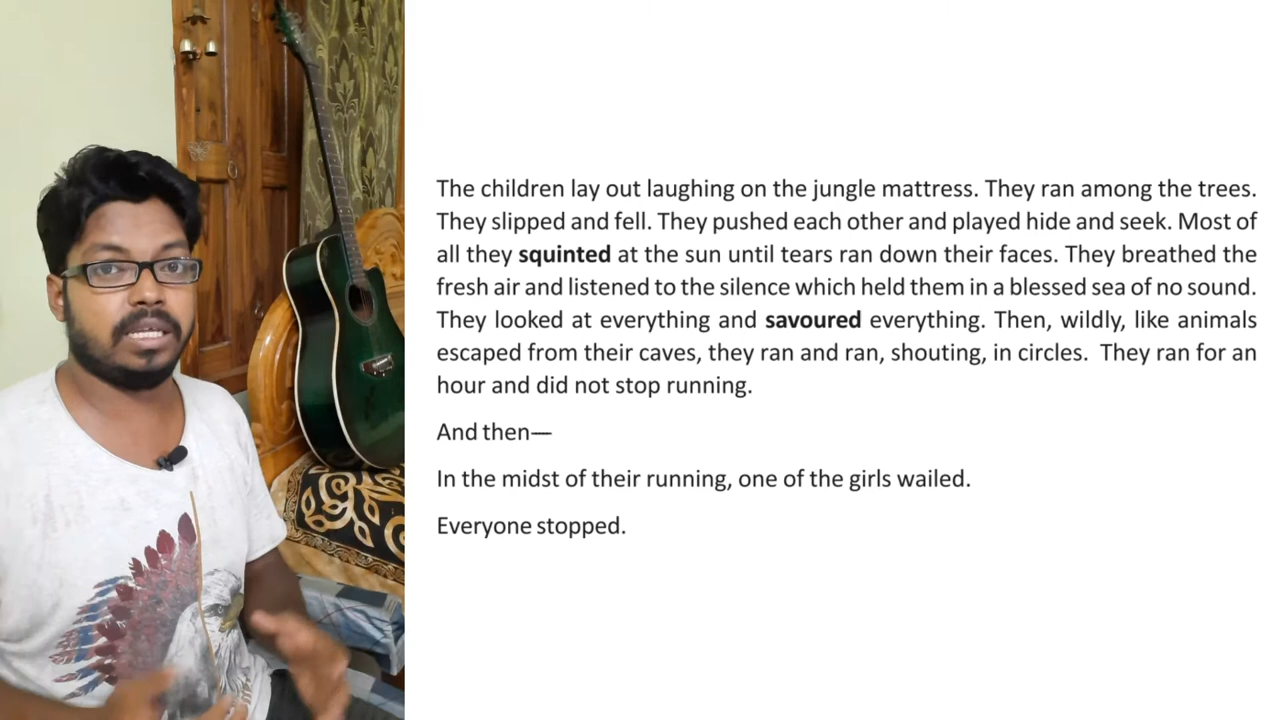 The children lay out laughing on the jungle mattress. They ran among the trees.
They slipped and fell. They pushed each other and played hide and seek. Most of
all they squinted at the sun until tears ran down their faces. They breathed the
fresh air and listened to the silence which held them in a blessed sea of no sound.
They looked at everything and savoured everything. Then, wildly, like animals
escaped from their caves, they ran and ran, shouting, in circles. They ran for an
hour and did not stop running.
And then—
In the midst of their running, one of the girls wailed.
Everyone stopped.